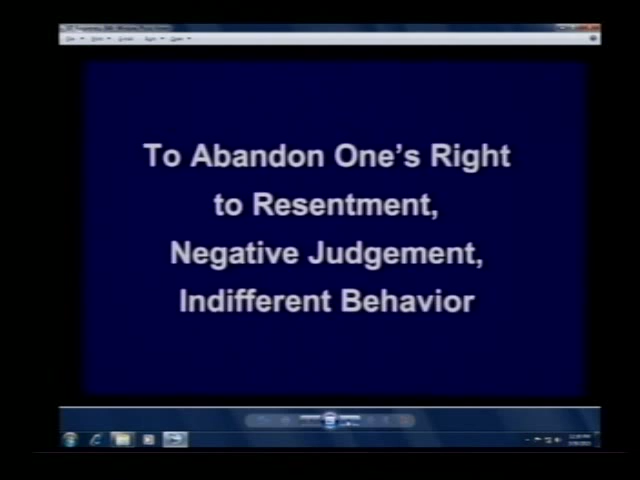 To Abandon One's Right
to Resentment,
Negative Judgement,
Indifferent Behavior